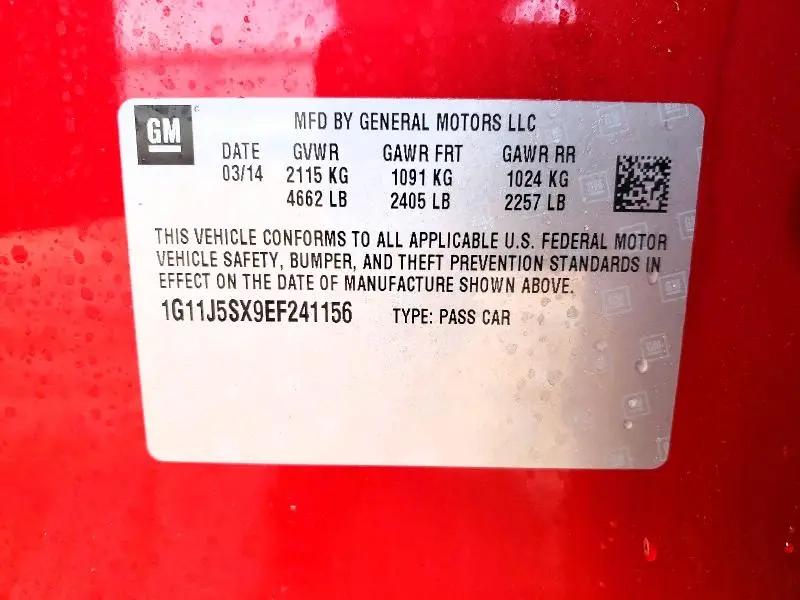 GM
MFD BY GENERAL MOTORS LLC
DATE GVWR GAWR FRT GAWR RR
03/14 2115 KG 1091 KG 1024 KG
4662 LB 2405 LB 2257 LB
THIS VEHICLE CONFORMS TO ALL APPLICABLE U.S. FEDERAL MOTOR
VEHICLE SAFETY, BUMPER, AND THEFT PREVENTION STANDARDS IN
EFFECT ON THE DATE OF MANUFACTURE SHOWN ABOVE.
1G11J5SX9EF241156 TYPE: PASS CAR